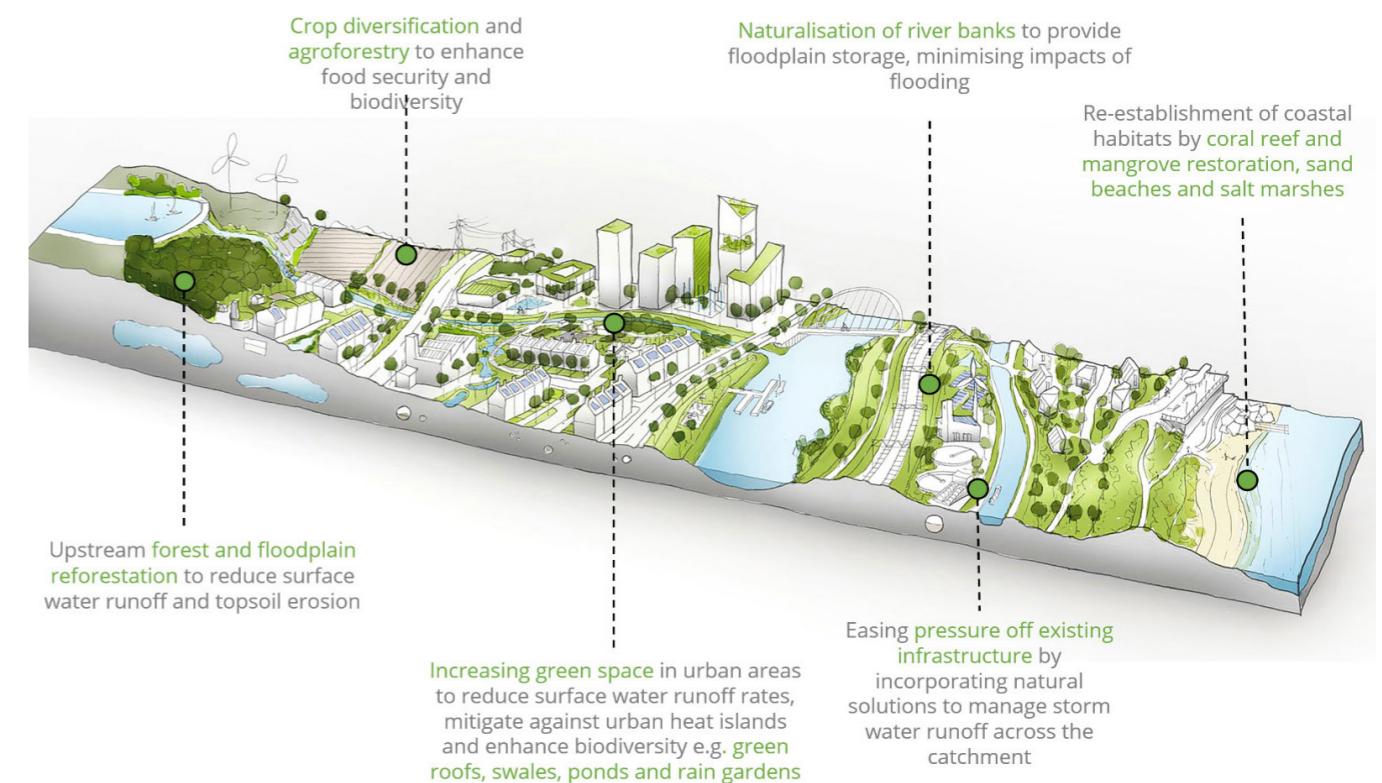 Crop diversification and
agroforestry to enhance
food security and
biodiversity
Naturalisation of river banks to provide
floodplain storage, minimising impacts of
flooding
Re-establishment of coastal
habitats by coral reef and
mangrove restoration, sand
beaches and salt marshes
Upstream forest and floodplain
reforestation to reduce surface
water runoff and topsoil erosion
Increasing green space in urban areas
to reduce surface water runoff rates,
mitigate against urban heat islands
and enhance biodiversity e.g. green
roofs, swales, ponds and rain gardens
Easing pressure off existing
infrastructure by
incorporating natural
solutions to manage storm
water runoff across the
catchment